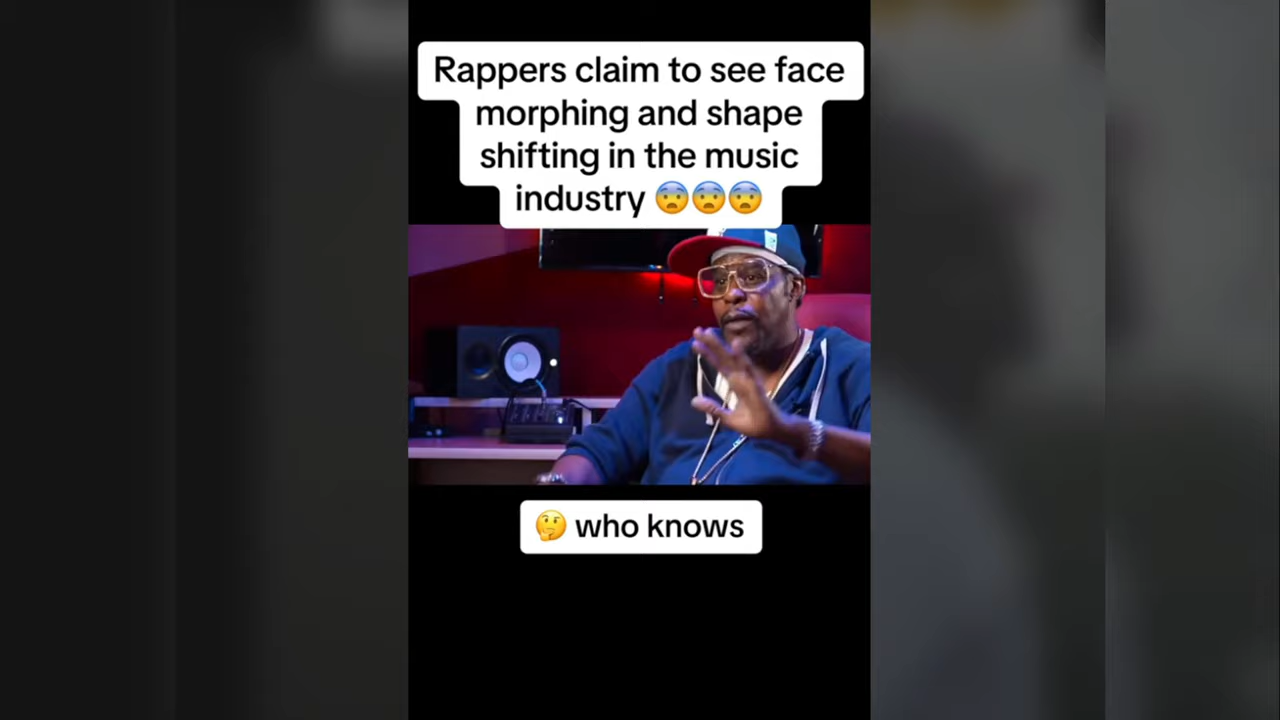 Rappers claim to see face
morphing and shape
shifting in the music
industry 😨😨😨
🤔 who knows